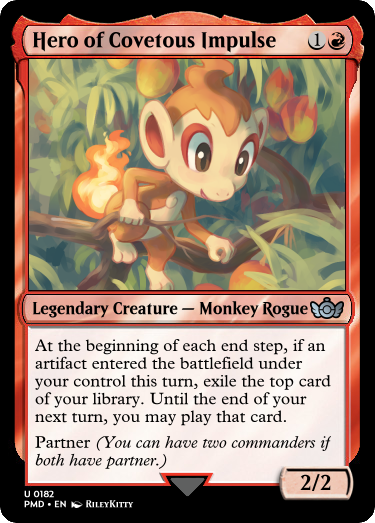 Hero of Covetous Impulse 1
Legendary Creature — Monkey Rogue
At the beginning of each end step, if an
artifact entered the battlefield under
your control this turn, exile the top card
of your library. Until the end of your
next turn, you may play that card.
Partner (You can have two commanders if
both have partner.)
2/2
U 0182
PMD • EN RileyKitty